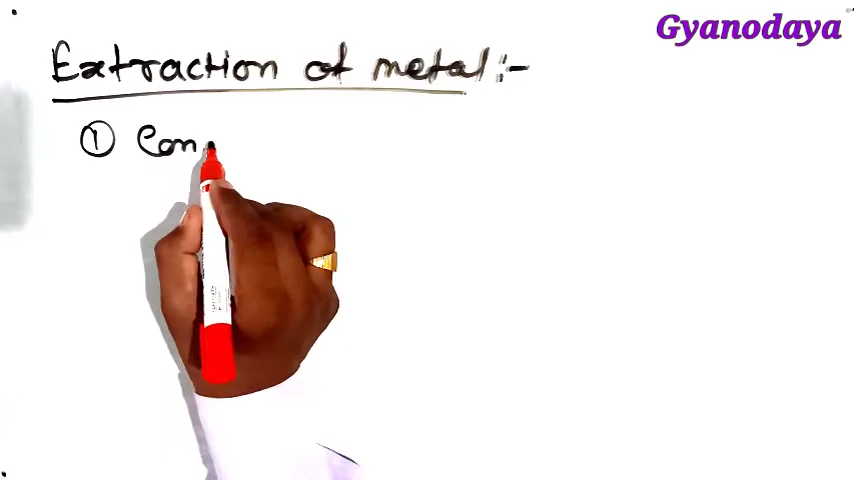 Gyanodaya
Extraction of metal :-
① Con